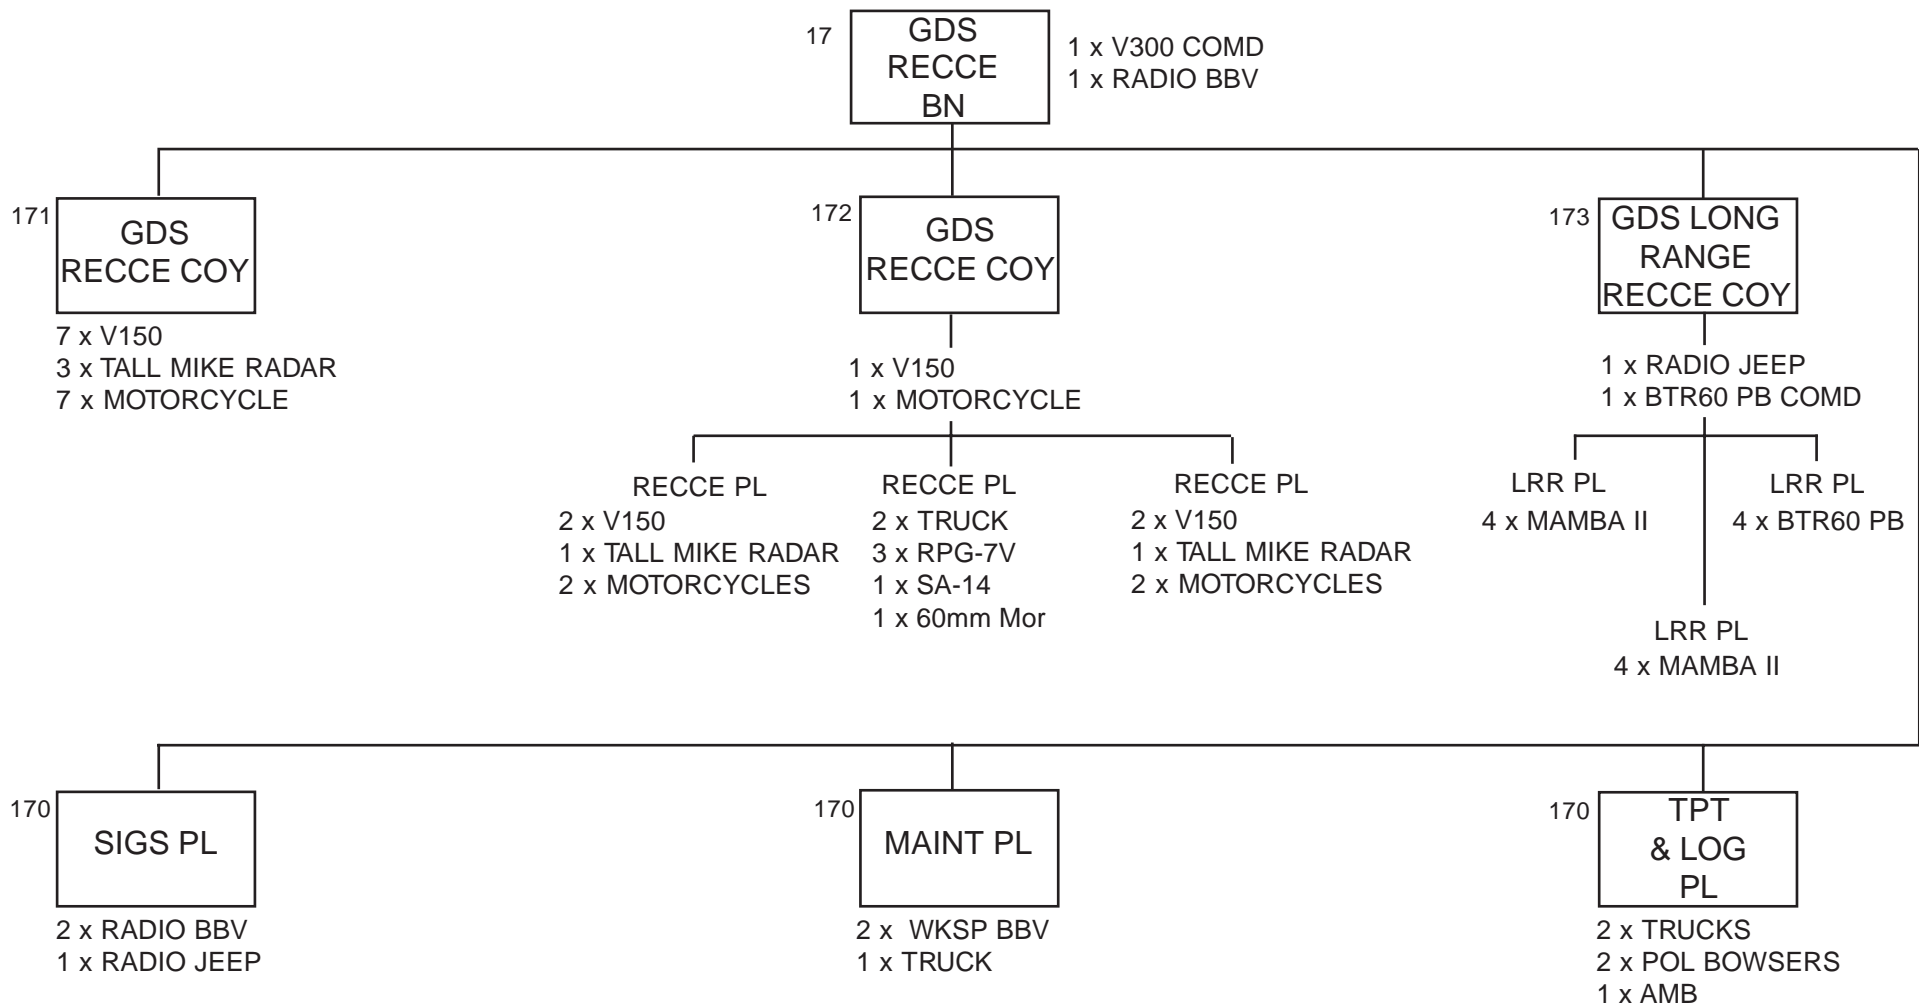 17
GDS
RECCE
BN
1 x V300 COMD
1 x RADIO BBV
171
GDS
RECCE COY
7 x V150
3 x TALL MIKE RADAR
7 x MOTORCYCLE
172
GDS
RECCE COY
1 x V150
1 x MOTORCYCLE
RECCE PL
2 x V150
1 x TALL MIKE RADAR
2 x MOTORCYCLES
RECCE PL
2 x TRUCK
3 x RPG-7V
1 x SA-14
1 x 60mm Mor
RECCE PL
2 x V150
1 x TALL MIKE RADAR
2 x MOTORCYCLES
173
GDS LONG
RANGE
RECCE COY
1 x RADIO JEEP
1 x BTR60 PB COMD
LRR PL
4 x MAMBA II
LRR PL
4 x BTR60 PB
LRR PL
4 x MAMBA II
170
SIGS PL
2 x RADIO BBV
1 x RADIO JEEP
170
MAINT PL
2 x WKSP BBV
1 x TRUCK
170
TPT
& LOG
PL
2 x TRUCKS
2 x POL BOWSERS
1 x AMB